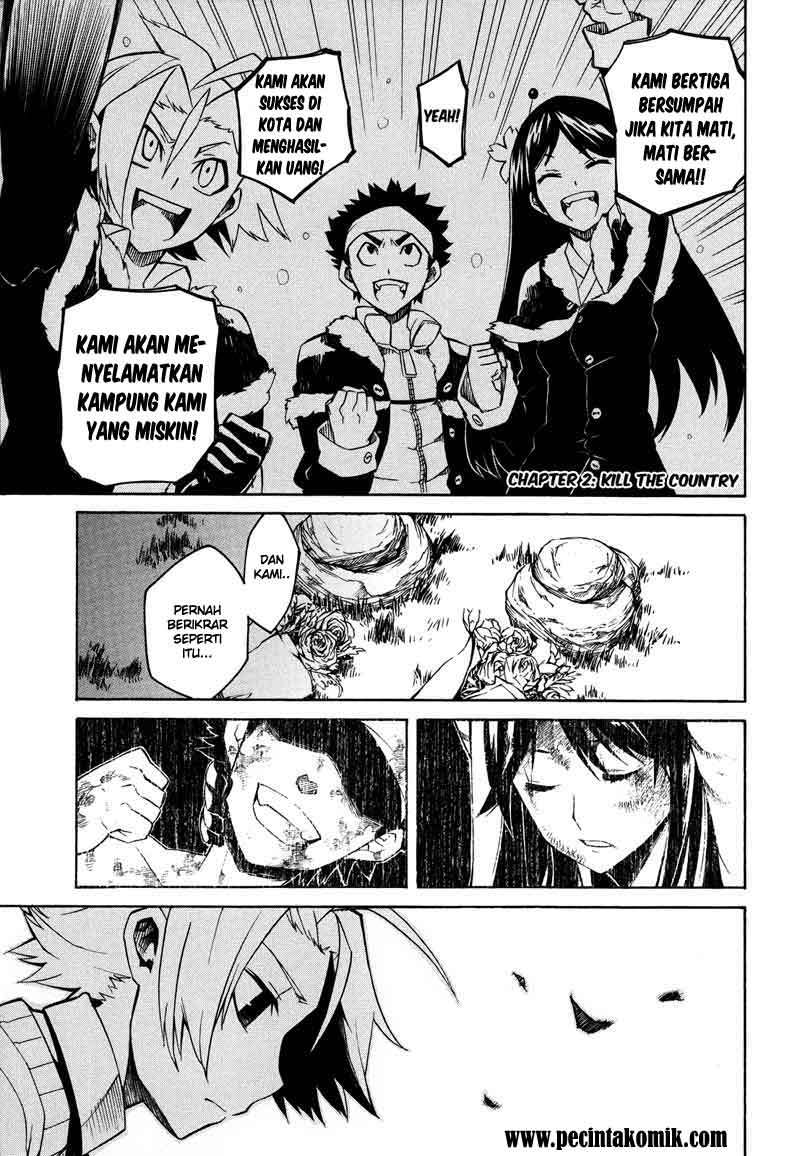 KAMI BERTIGA
BERSUMPAH
JIKA KITA MATI,
MATI BER-
SAMA!!
YEAH!
KAMI AKAN
SUKSES DI
KOTA DAN
MENGHASIL-
KAN UANG!
KAMI AKAN ME-
NYELAMATKAN
KAMPUNG KAMI
YANG MISKIN!
CHAPTER 2: KILL THE COUNTRY
DAN
KAMI..
PERNAH
BERIKRAR
SEPERTI
ITU...
www.pecintakomik.com